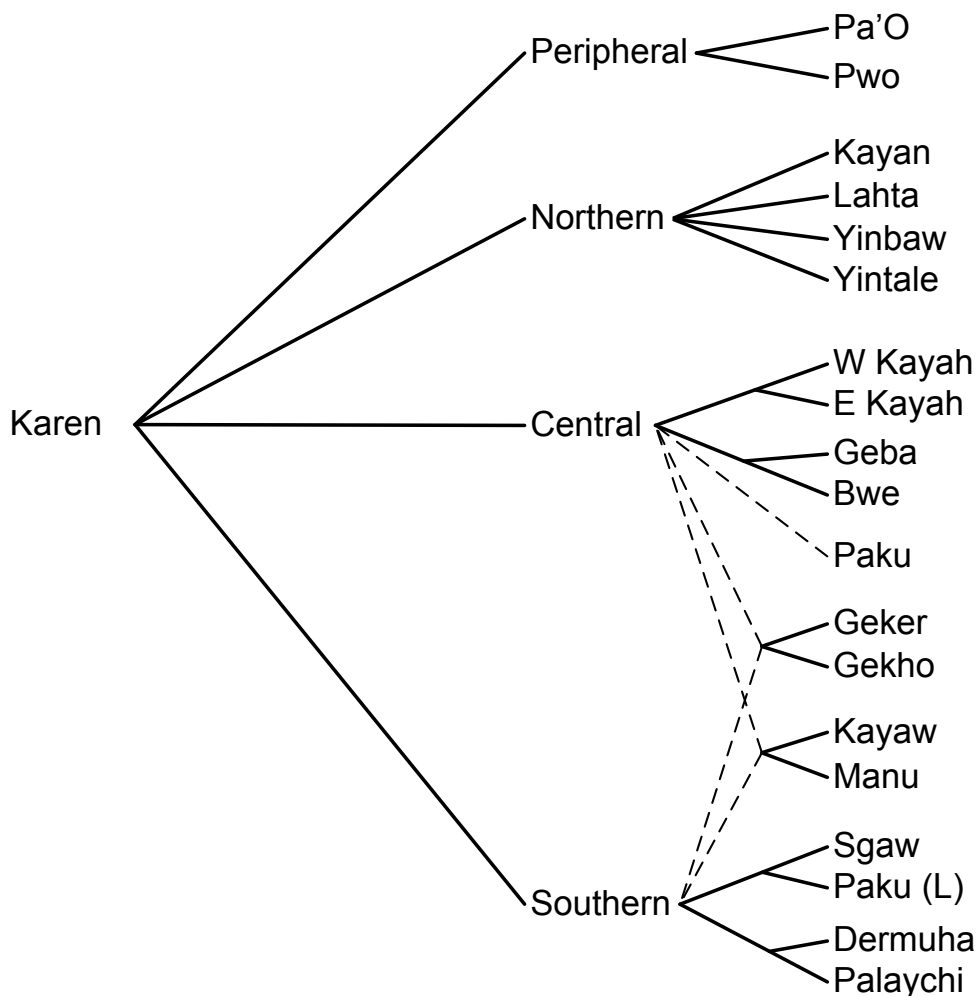 Karen
Peripheral
Pa’O
Pwo
Northern
Kayan
Lahta
Yinbaw
Yintale
Central
W Kayah
E Kayah
Geba
Bwe
Paku
Geker
Gekho
Kayaw
Manu
Southern
Sgaw
Paku (L)
Dermuha
Palaychi